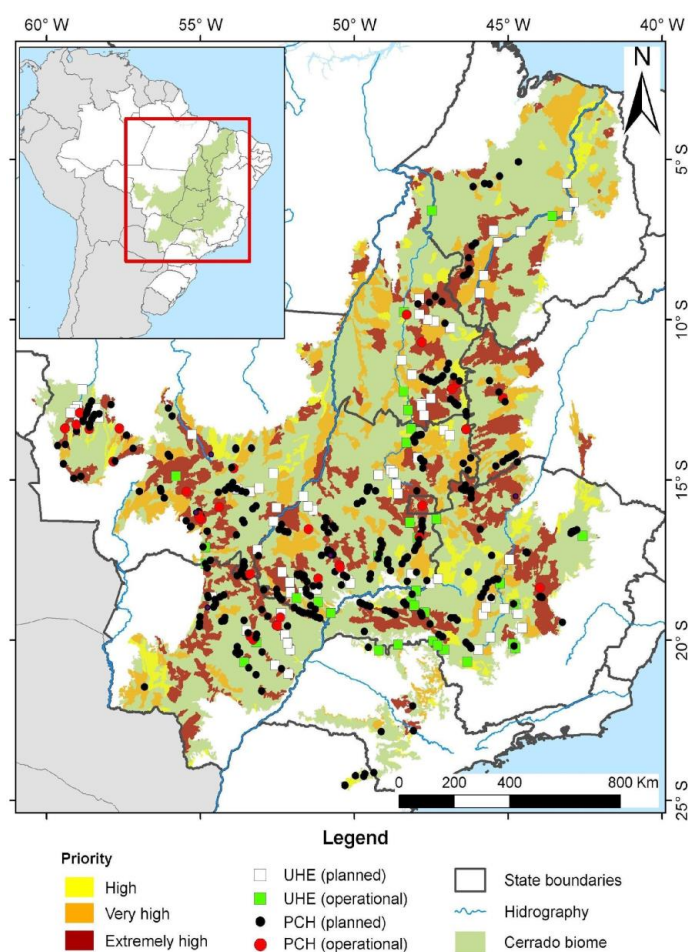 60° W
55° W
50° W
45° W
40° W
N
5°S
10°S
15°S
20°S
25°S
0
200
400
800 Km
Legend
Priority
High
Very high
Extremely high
UHE (planned)
UHE (operational)
PCH (planned)
PCH (operational)
State boundaries
Hidrography
Cerrado biome